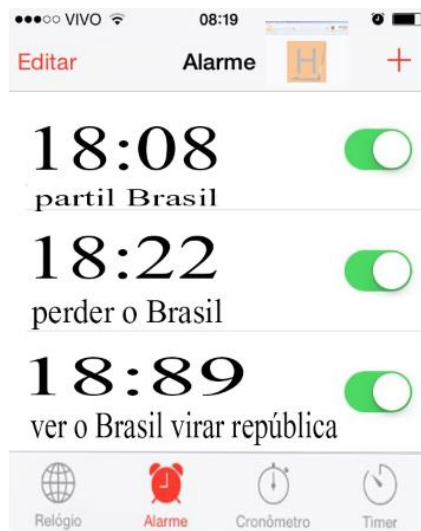 ●●●○○ VIVO 08:19
Editar Alarme H +
18:08
partil Brasil
18:22
perder o Brasil
18:89
ver o Brasil virar república
Relógio Alarme Cronômetro Timer